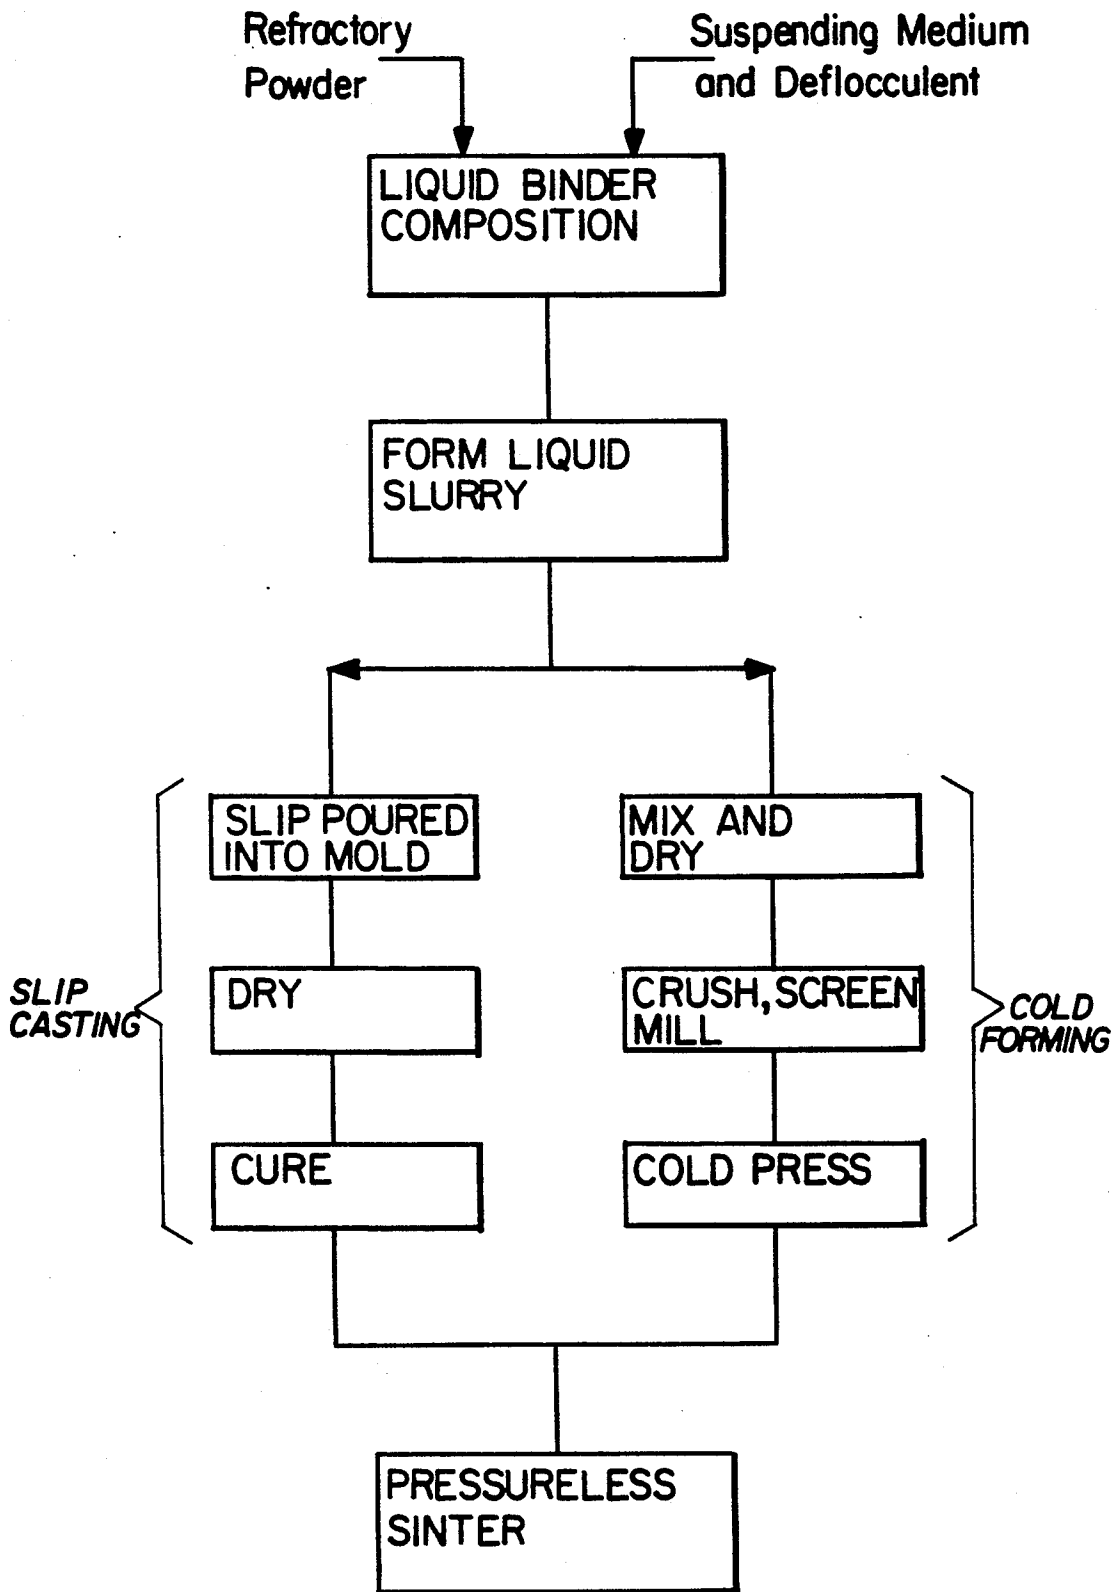 Refractory
Powder
Suspending Medium
and Deflocculent
LIQUID BINDER
COMPOSITION
FORM LIQUID
SLURRY
SLIP
CASTING
SLIP POURED
INTO MOLD
DRY
CURE
MIX AND
DRY
CRUSH, SCREEN
MILL
COLD PRESS
COLD
FORMING
PRESSURELESS
SINTER